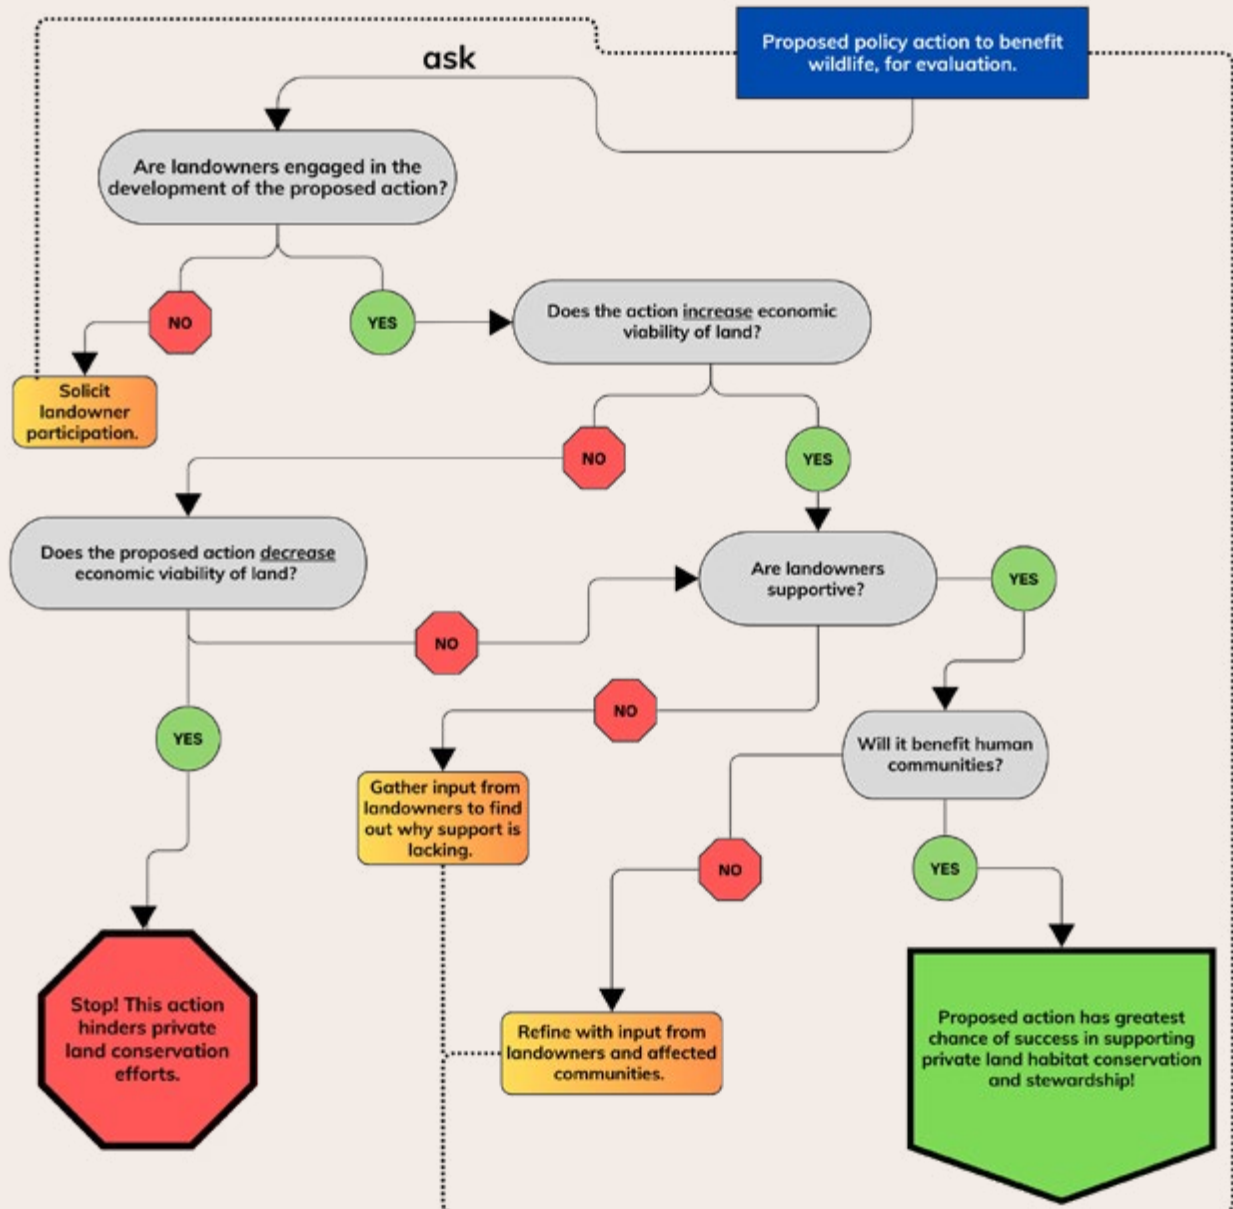 Proposed policy action to benefit
wildlife, for evaluation.
ask
Are landowners engaged in the
development of the proposed action?
NO
YES
Does the action increase economic
viability of land?
Solicit
landowner
participation.
NO
YES
Does the proposed action decrease
economic viability of land?
Are landowners
supportive?
YES
NO
NO
YES
Will it benefit human
communities?
Gather input from
landowners to find
out why support is
lacking.
NO
YES
Stop! This action
hinders private
land conservation
efforts.
Refine with input from
landowners and affected
communities.
Proposed action has greatest
chance of success in supporting
private land habitat conservation
and stewardship!